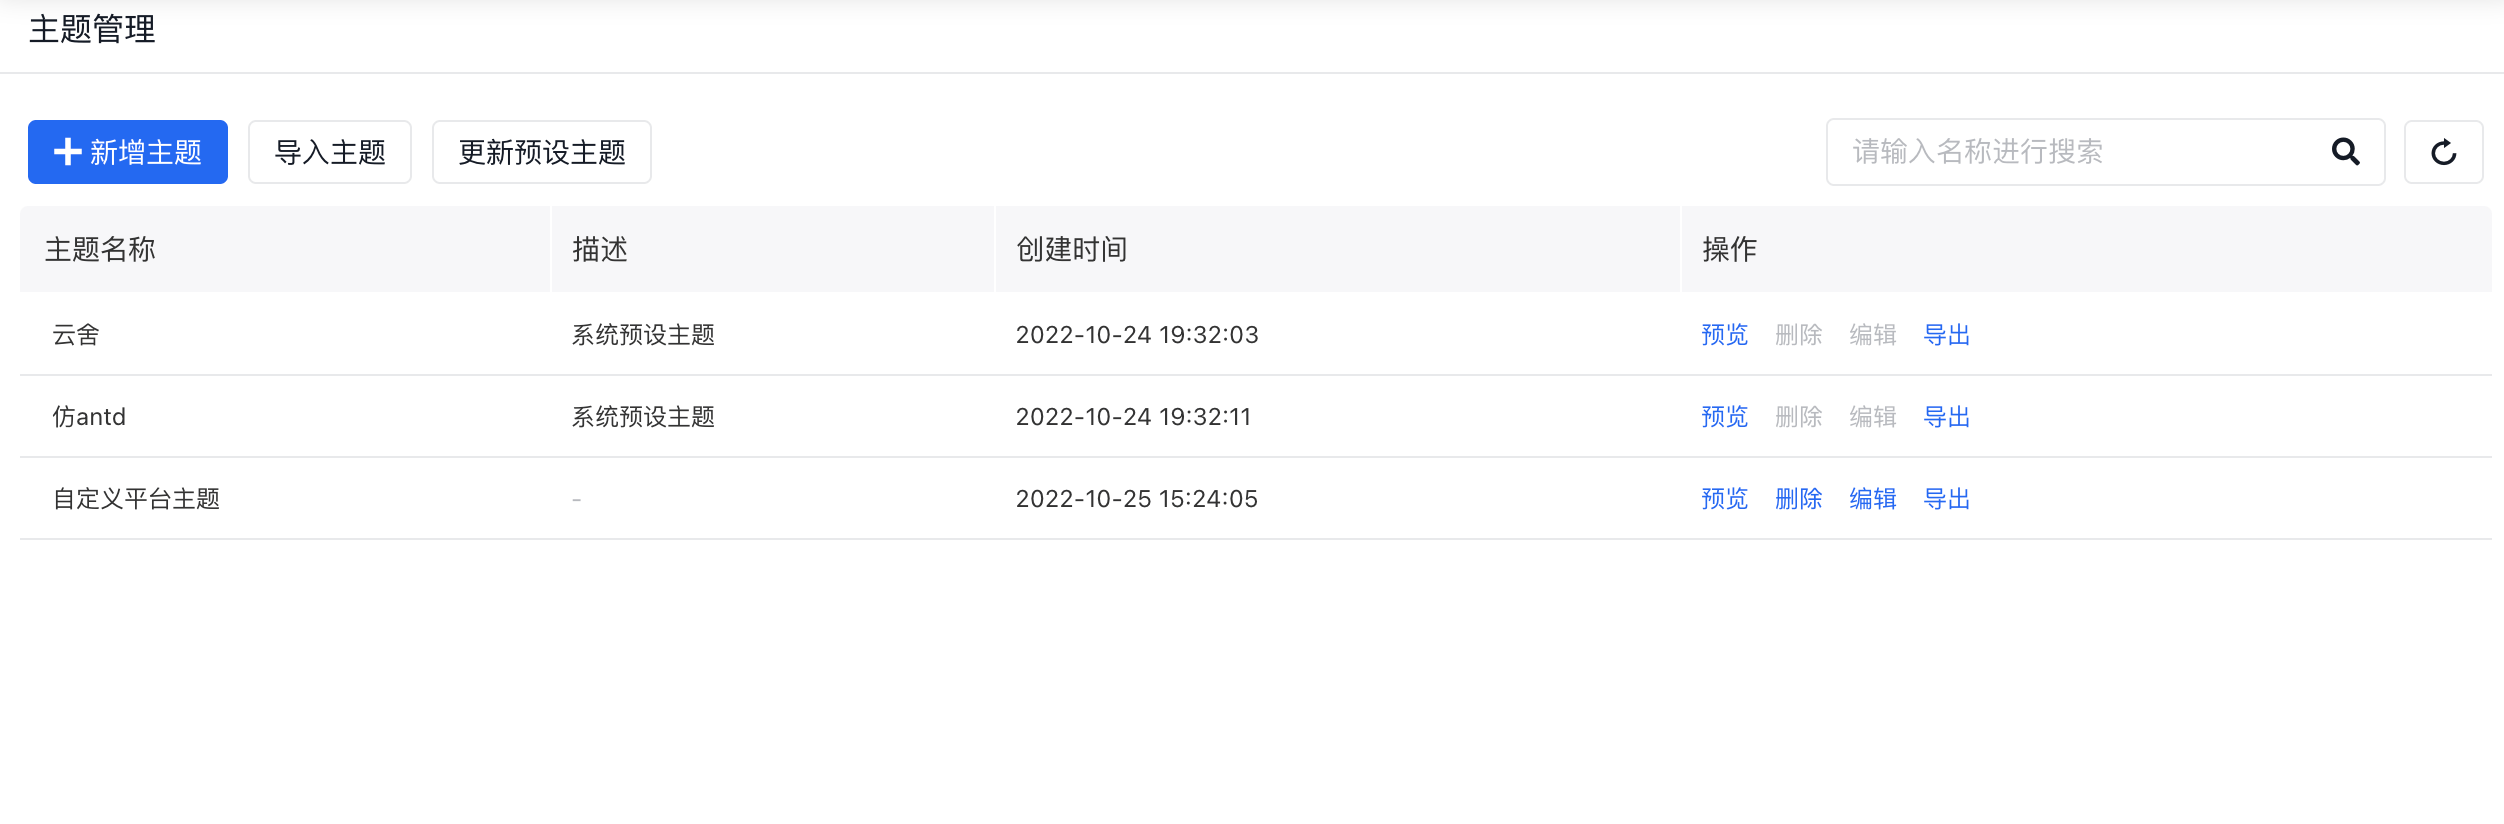 主题管理
新增主题 导入主题 更新预设主题 请输入名称进行搜索
主题名称 描述 创建时间 操作
云舍 系统预设主题 2022-10-24 19:32:03 预览 删除 编辑 导出
仿antd 系统预设主题 2022-10-24 19:32:11 预览 删除 编辑 导出
自定义平台主题 - 2022-10-25 15:24:05 预览 删除 编辑 导出